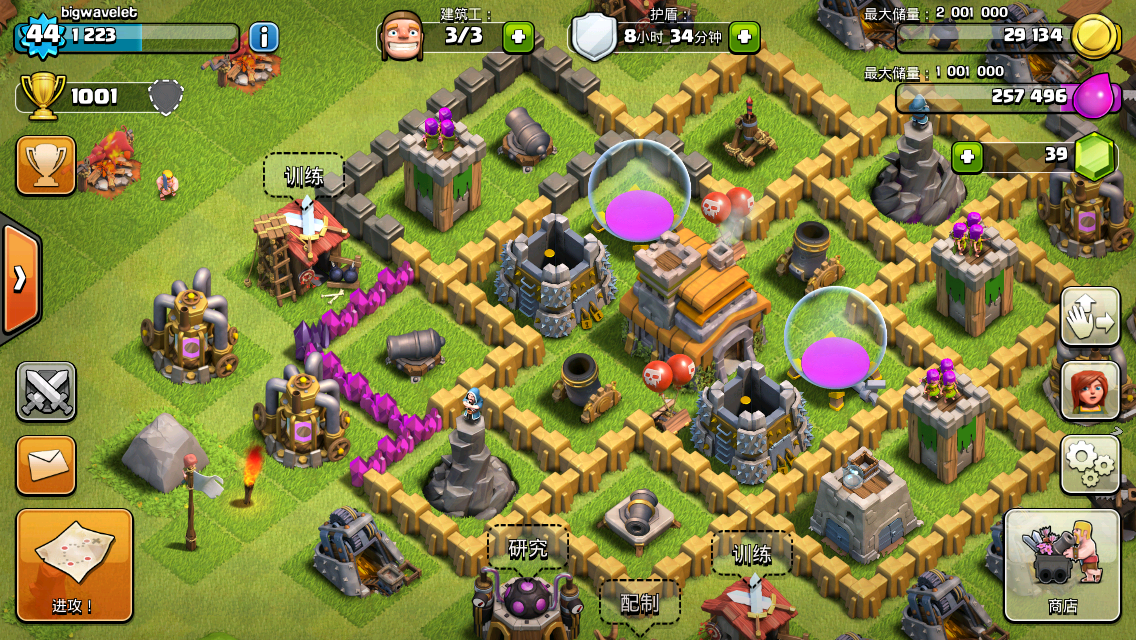 bigwavelet
44
1 223
建筑工：
3/3
护盾：
8小时 34分钟
最大储量：2 001 000
29 134
最大储量：1 001 000
257 496
39
1001
训练
研究
训练
配制
进攻！
商店